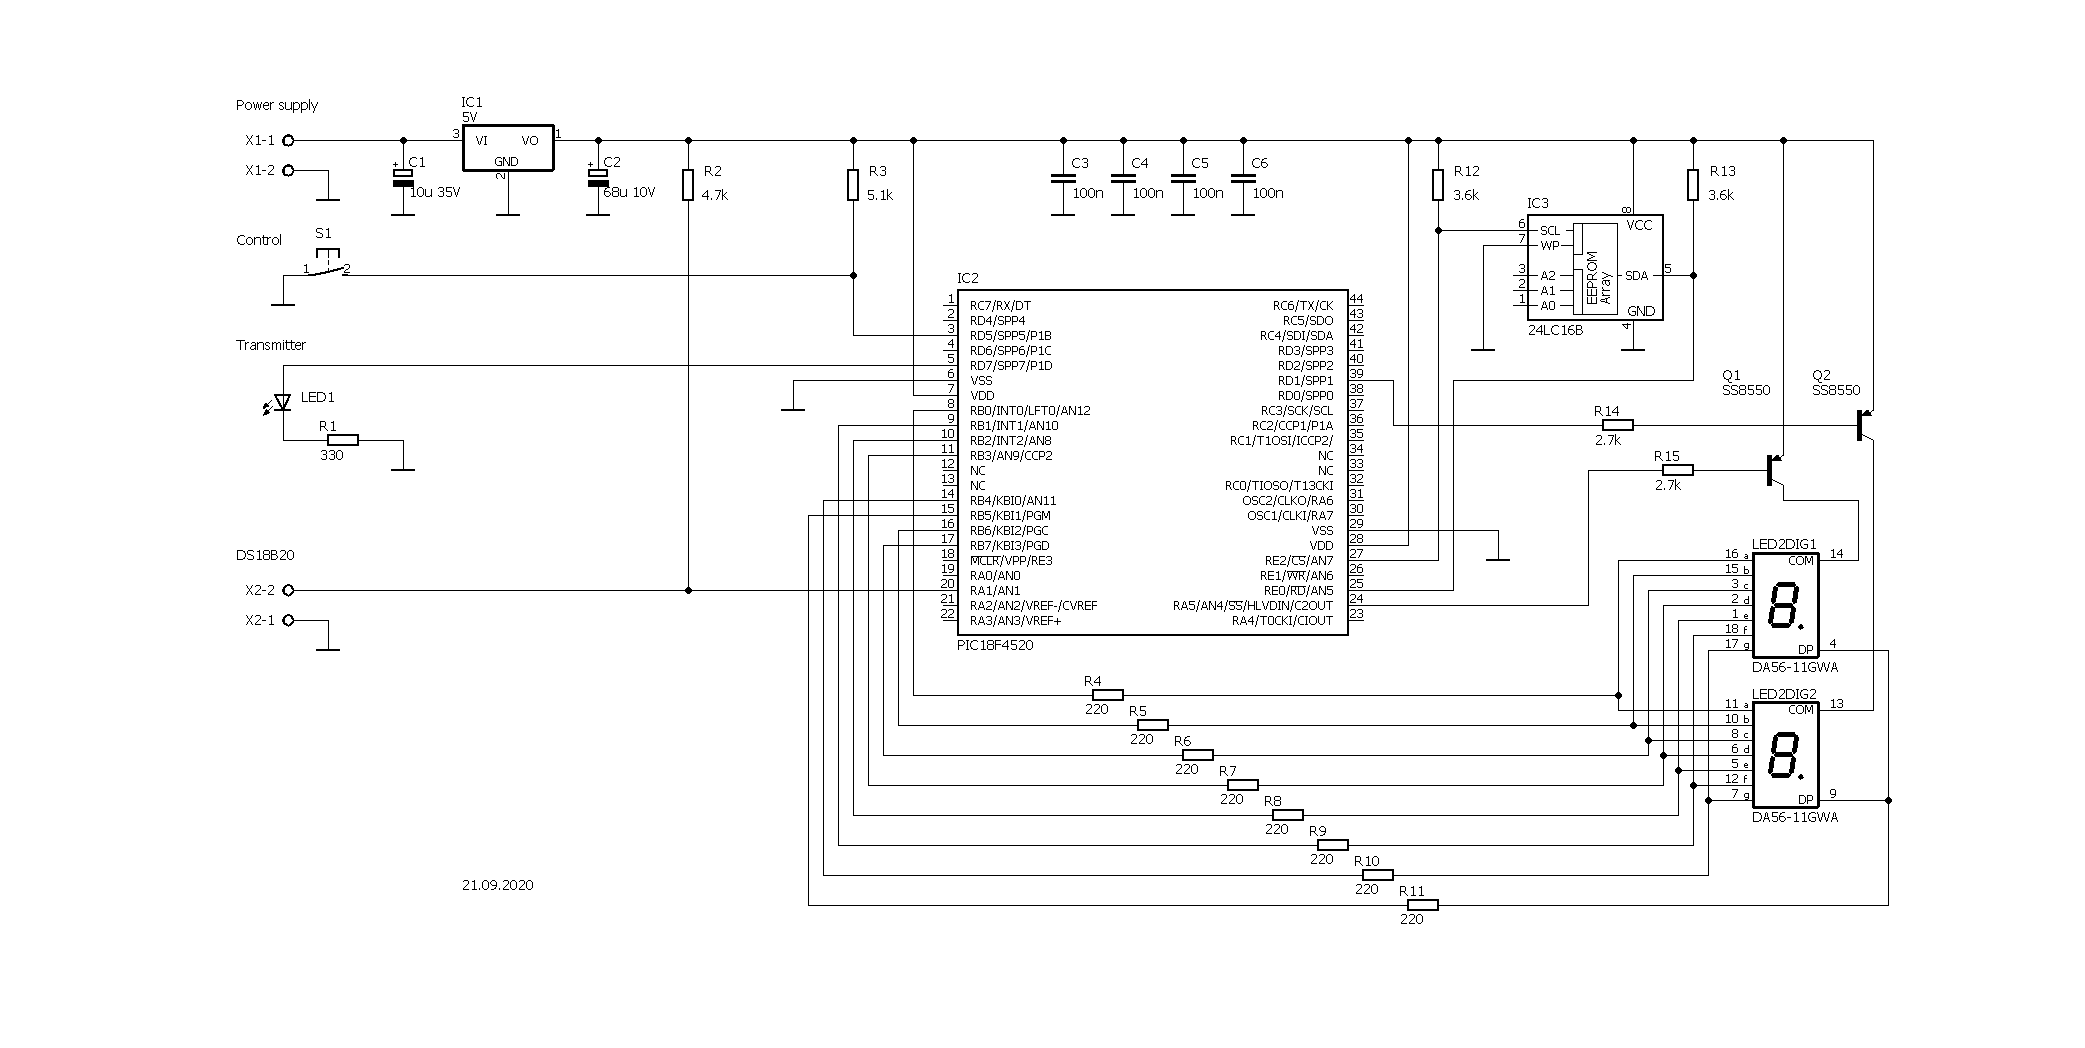 Power supply
X1-1
X1-2
C1
10u 35V
IC1
5V
3
VI
VO
1
GND
2
C2
68u 10V
R2
4.7k
R3
5.1k
C3
100n
C4
100n
C5
100n
C6
100n
R12
3.6k
R13
3.6k
IC3
6
SCL
7
WP
3
A2
2
A1
1
A0
EEPROM
Array
8
VCC
SDA
5
GND
4
24LC16B
Control
S1
1
2
Transmitter
LED1
R1
330
DS18B20
X2-2
X2-1
IC2
1 RC7/RX/DT
2 RD4/SPP4
3 RD5/SPP5/P1B
4 RD6/SPP6/P1C
5 RD7/SPP7/P1D
6 VSS
7 VDD
8 RB0/INT0/LFT0/AN12
9 RB1/INT1/AN10
10 RB2/INT2/AN8
11 RB3/AN9/CCP2
12 NC
13 NC
14 RB4/KBI0/AN11
15 RB5/KBI1/PGM
16 RB6/KBI2/PGC
17 RB7/KBI3/PGD
18 MCLR/VPP/RE3
19 RA0/AN0
20 RA1/AN1
21 RA2/AN2/VREF-/CVREF
22 RA3/AN3/VREF+
RC6/TX/CK 44
RC5/SDO 43
RC4/SDI/SDA 42
RD3/SPP3 41
RD2/SPP2 40
RD1/SPP1 39
RD0/SPP0 38
RC3/SCK/SCL 37
RC2/CCP1/P1A 36
RC1/T1OSI/ICCP2/ 35
NC 34
NC 33
RC0/TIOSO/T13CKI 32
OSC2/CLKO/RA6 31
OSC1/CLKI/RA7 30
VSS 29
VDD 28
RE2/CS/AN7 27
RE1/WR/AN6 26
RE0/RD/AN5 25
RA5/AN4/SS/HLVDIN/C2OUT 24
RA4/T0CKI/CIOUT 23
PIC18F4520
Q1
SS8550
Q2
SS8550
R14
2.7k
R15
2.7k
LED2DIG1
16 a
15 b
3 c
2 d
1 e
18 f
17 g
COM 14
8.
DP 4
DA56-11GWA
LED2DIG2
11 a
10 b
8 c
6 d
5 e
12 f
7 g
COM 13
8.
DP 9
DA56-11GWA
R4
220
R5
220
R6
220
R7
220
R8
220
R9
220
R10
220
R11
220
21.09.2020